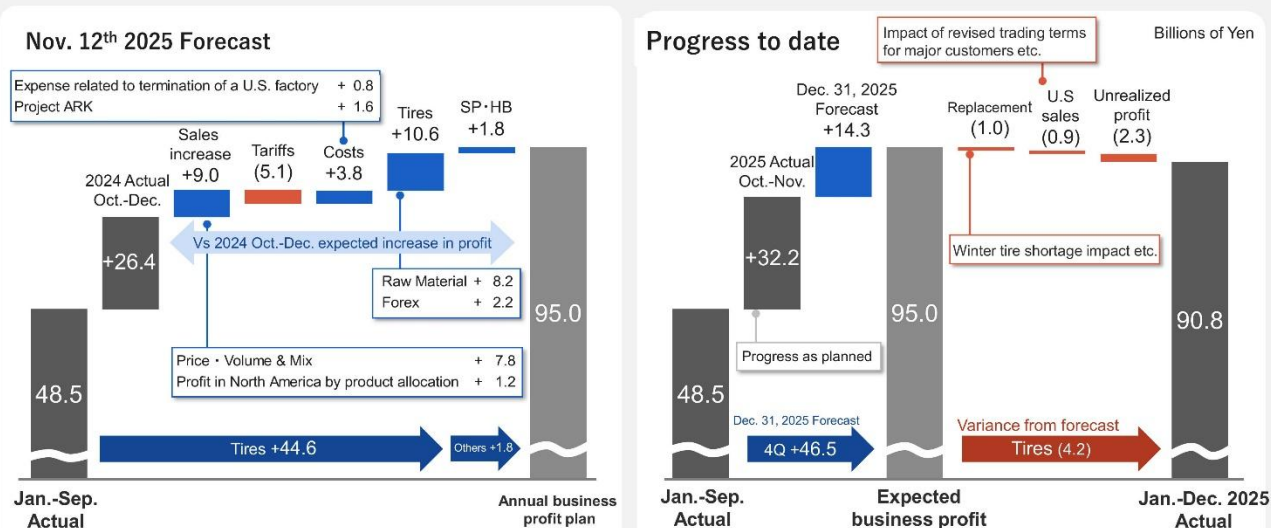 Nov. 12th 2025 Forecast
Expense related to termination of a U.S. factory + 0.8
Project ARK + 1.6
2024 Actual
Oct.-Dec.
+26.4
Sales
increase
+9.0
Tariffs
(5.1)
Costs
+3.8
Tires
+10.6
SP・HB
+1.8
Vs 2024 Oct.-Dec. expected increase in profit
Raw Material + 8.2
Forex + 2.2
Price・Volume & Mix + 7.8
Profit in North America by product allocation + 1.2
48.5
95.0
Tires +44.6
Others +1.8
Jan.-Sep.
Actual
Annual business
profit plan
Progress to date
Billions of Yen
Impact of revised trading terms
for major customers etc.
2025 Actual
Oct.-Nov.
+32.2
Dec. 31, 2025
Forecast
+14.3
Replacement
(1.0)
U.S
sales
(0.9)
Unrealized
profit
(2.3)
Winter tire shortage impact etc.
Progress as planned
48.5
95.0
90.8
Dec. 31, 2025 Forecast
4Q +46.5
Variance from forecast
Tires (4.2)
Jan.-Sep.
Actual
Expected
business profit
Jan.-Dec. 2025
Actual